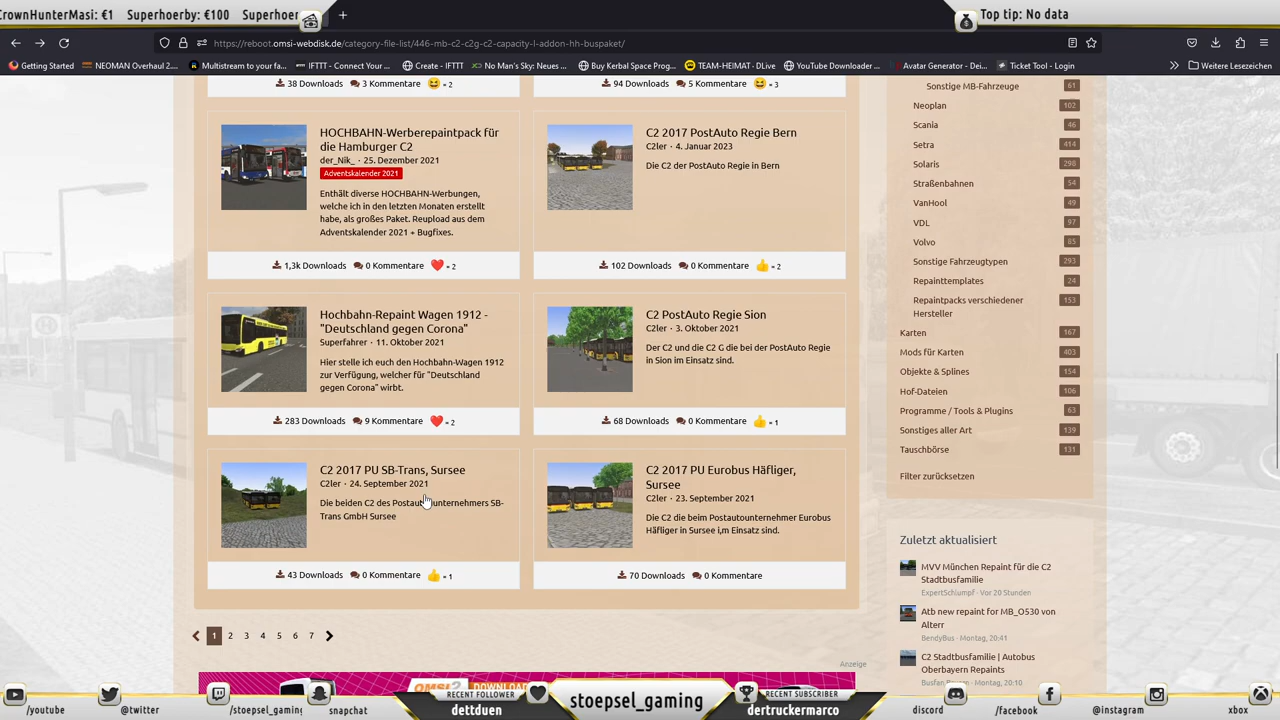 CrownHunterMasi: €1 Superhoerby: €100 Superhoer
Top tip: No data
https://reboot.omsi-webdisk.de/category-file-list/446-mb-c2-c2g-c2-capacity-l-addon-hh-buspaket/
Getting Started NEOMAN Overhaul 2.... Multistream to your fa... IFTTT - Connect Your ... Create - IFTTT No Man's Sky: Neues ... Buy Kerbal Space Prog... TEAM-HEIMAT - DLive YouTube Downloader ... Avatar Generator - Dei... Ticket Tool - Login Weitere Lesezeichen
38 Downloads 3 Kommentare 😆 × 2
94 Downloads 5 Kommentare 😆 × 3
HOCHBAHN-Werberepaintpack für
die Hamburger C2
der_Nik_ · 25. Dezember 2021
Adventskalender 2021
Enthält diverse HOCHBAHN-Werbungen,
welche ich in den letzten Monaten erstellt
habe, als großes Paket. Reupload aus dem
Adventskalender 2021 + Bugfixes.
1,3k Downloads 0 Kommentare ❤️ × 2
C2 2017 PostAuto Regie Bern
C2ler · 4. Januar 2023
Die C2 der PostAuto Regie in Bern
102 Downloads 0 Kommentare 👍 × 2
Hochbahn-Repaint Wagen 1912 -
"Deutschland gegen Corona"
Superfahrer · 11. Oktober 2021
Hier stelle ich euch den Hochbahn-Wagen 1912
zur Verfügung, welcher für "Deutschland
gegen Corona" wirbt.
283 Downloads 9 Kommentare ❤️ × 2
C2 PostAuto Regie Sion
C2ler · 3. Oktober 2021
Der C2 und die C2 G die bei der PostAuto Regie
in Sion im Einsatz sind.
68 Downloads 0 Kommentare 👍 × 1
C2 2017 PU SB-Trans, Sursee
C2ler · 24. September 2021
Die beiden C2 des Postautounternehmers SB-
Trans GmbH Sursee
43 Downloads 0 Kommentare 👍 × 1
C2 2017 PU Eurobus Häfliger,
Sursee
C2ler · 23. September 2021
Die C2 die beim Postautounternehmer Eurobus
Häfliger in Sursee i,m Einsatz sind.
70 Downloads 0 Kommentare
1 2 3 4 5 6 7
Anzeige
Sonstige MB-Fahrzeuge 61
Neoplan 102
Scania 46
Setra 414
Solaris 298
Straßenbahnen 54
VanHool 49
VDL 97
Volvo 85
Sonstige Fahrzeugtypen 293
Repainttemplates 24
Repaintpacks verschiedener 153
Hersteller
Karten 167
Mods für Karten 403
Objekte & Splines 154
Hof-Dateien 106
Programme / Tools & Plugins 63
Sonstiges aller Art 139
Tauschbörse 131
Filter zurücksetzen
Zuletzt aktualisiert
MVV München Repaint für die C2
Stadtbusfamilie
ExpertSchlumpf · Vor 20 Stunden
Atb new repaint for MB_O530 von
Alterr
BendyBus · Montag, 20:41
C2 Stadtbusfamilie | Autobus
Oberbayern Repaints
Montag, 20:10
/youtube @twitter /stoepsel_gaming snapchat
RECENT FOLLOWER
dettduen
stoepsel_gaming
RECENT SUBSCRIBER
dertruckermarco
discord /facebook @instagram xbox